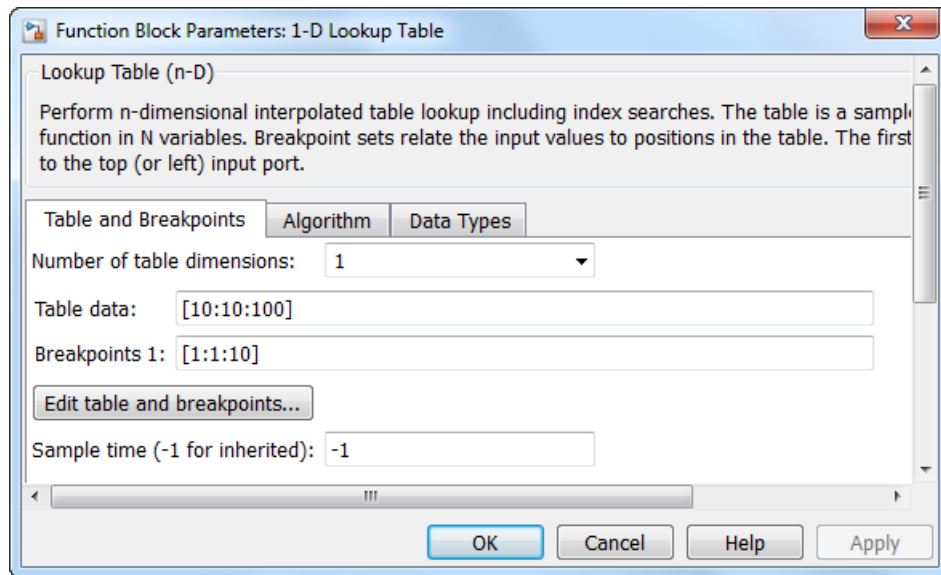 Function Block Parameters: 1-D Lookup Table
Lookup Table (n-D)
Perform n-dimensional interpolated table lookup including index searches. The table is a sampl
function in N variables. Breakpoint sets relate the input values to positions in the table. The first
to the top (or left) input port.
Table and Breakpoints Algorithm Data Types
Number of table dimensions: 1
Table data: [10:10:100]
Breakpoints 1: [1:1:10]
Edit table and breakpoints...
Sample time (-1 for inherited): -1
OK Cancel Help Apply